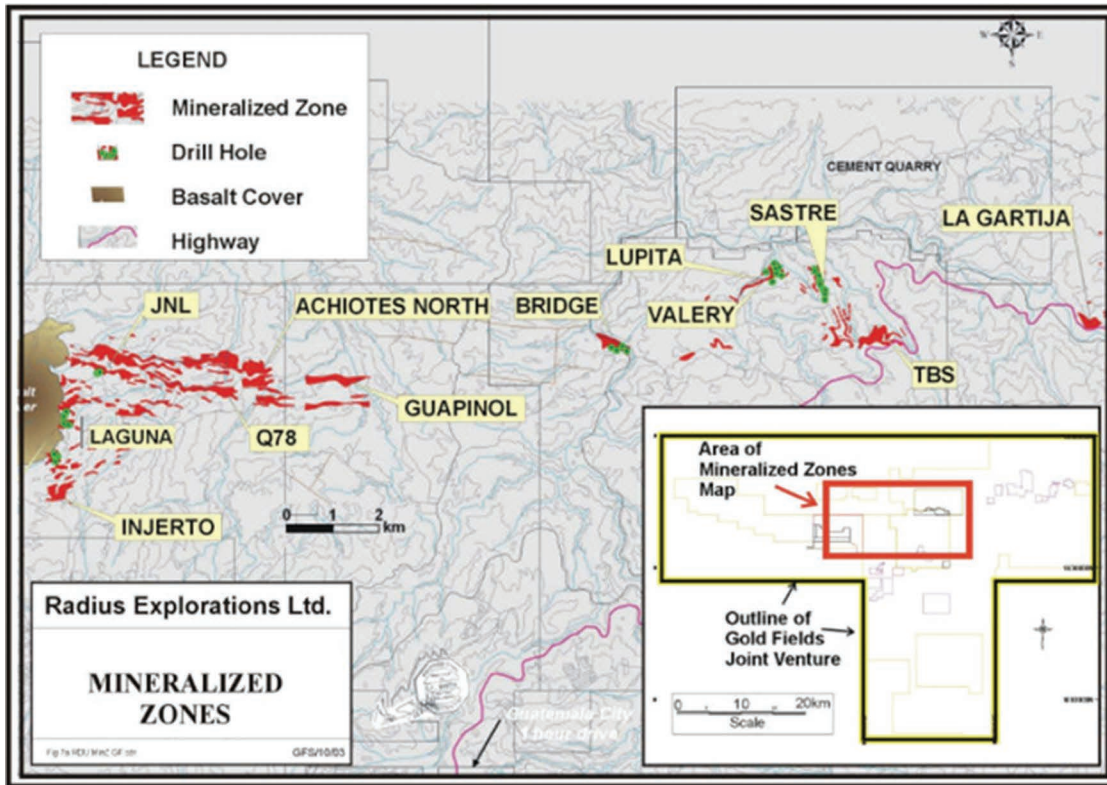 LEGEND
Mineralized Zone
Drill Hole
Basalt Cover
Highway
W
E
S
CEMENT QUARRY
SASTRE
LA GARTIJA
LUPITA
JNL
ACHIOTES NORTH
BRIDGE
VALERY
TBS
GUAPINOL
LAGUNA
Q78
INJERTO
0 1 2
km
Area of
Mineralized Zones
Map
Outline of
Gold Fields
Joint Venture
0 10 20km
Scale
Radius Explorations Ltd.
MINERALIZED
ZONES
GFS/10/03
Guatemala City
1 hour drive